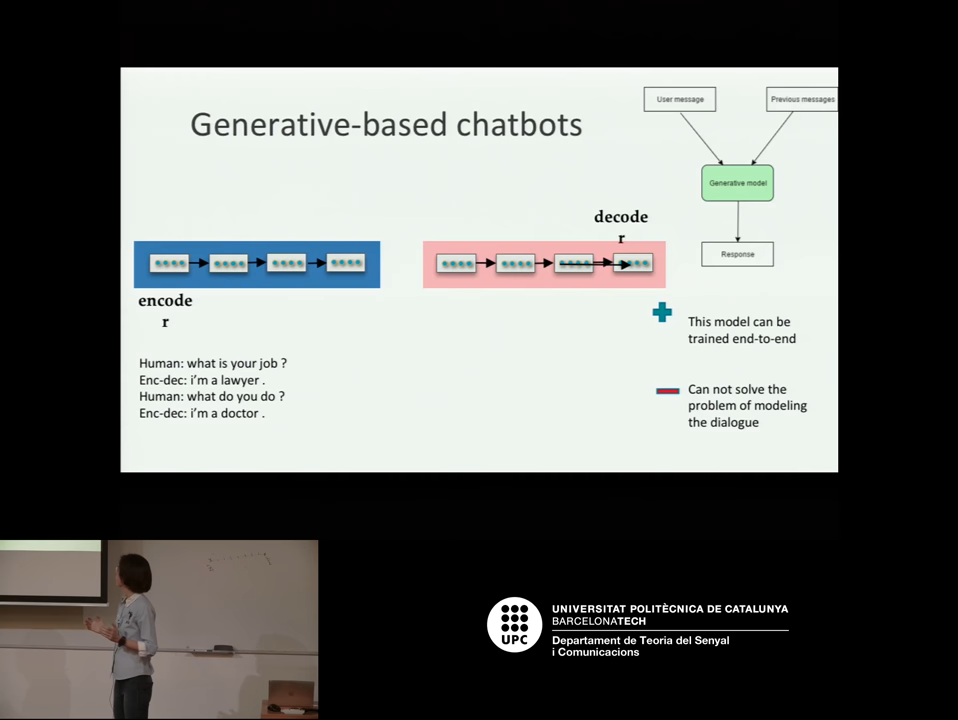 Generative-based chatbots
User message
Previous messages
Generative model
Response
decode
r
encode
r
Human: what is your job ?
Enc-dec: i'm a lawyer .
Human: what do you do ?
Enc-dec: i'm a doctor .
This model can be
trained end-to-end
Can not solve the
problem of modeling
the dialogue
UPC
UNIVERSITAT POLITÈCNICA DE CATALUNYA
BARCELONATECH
Departament de Teoria del Senyal
i Comunicacions